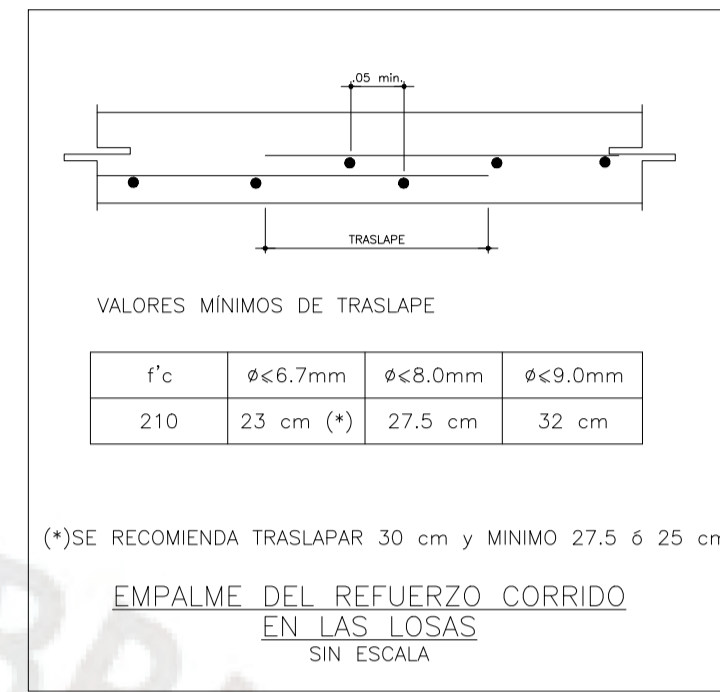 .05 min.
TRASLAPE
VALORES MÍNIMOS DE TRASLAPE
f'c ø≤6.7mm ø≤8.0mm ø≤9.0mm
210 23 cm (*) 27.5 cm 32 cm
(*)SE RECOMIENDA TRASLAPAR 30 cm y MINIMO 27.5 ó 25 cm
EMPALME DEL REFUERZO CORRIDO
EN LAS LOSAS
SIN ESCALA